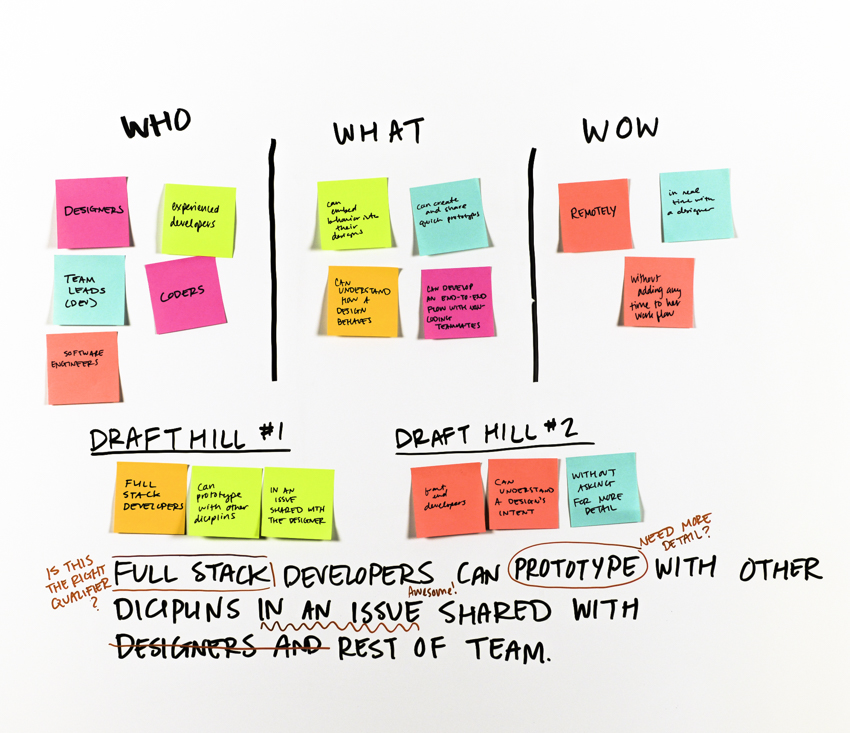 WHO
WHAT
WOW
DESIGNERS
experienced
developers
TEAM
LEADS
(DEV)
CODERS
SOFTWARE
ENGINEERS
can
embed
behavior into
their
designs
can create
and share
quick prototypes
CAN
UNDERSTAND
HOW A
DESIGN
BEHAVES
CAN DEVELOP
AN END-TO-END
FLOW WITH NON-
CODING
TEAMMATES
REMOTELY
in real
time with
a designer
without
adding any
time to her
work flow
DRAFT HILL #1
DRAFT HILL #2
FULL
STACK
DEVELOPERS
Can
prototype
with other
diciplins
IN AN
ISSUE
SHARED WITH
THE DESIGNER
front end
developers
CAN
UNDERSTAND
A DESIGN'S
INTENT
WITHOUT
ASKING
FOR MORE
DETAIL
IS THIS
THE RIGHT
QUALIFIER
?
NEED MORE
DETAIL?
FULL STACK DEVELOPERS CAN PROTOTYPE WITH OTHER
Awesome!
DICIPLINS IN AN ISSUE SHARED WITH
DESIGNERS AND REST OF TEAM.